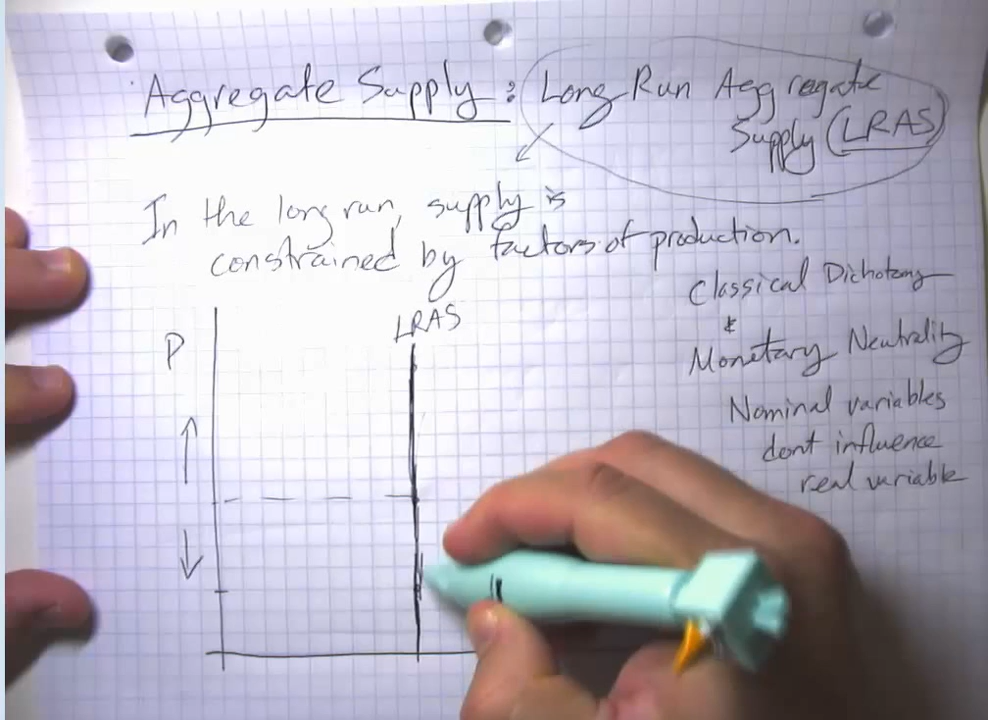 Aggregate Supply : Long Run Aggregate
Supply (LRAS)
In the long run, supply is
constrained by factors of production.
Classical Dichotomy
&
Monetary Neutrality
Nominal variables
dont influence
real variable
LRAS
P